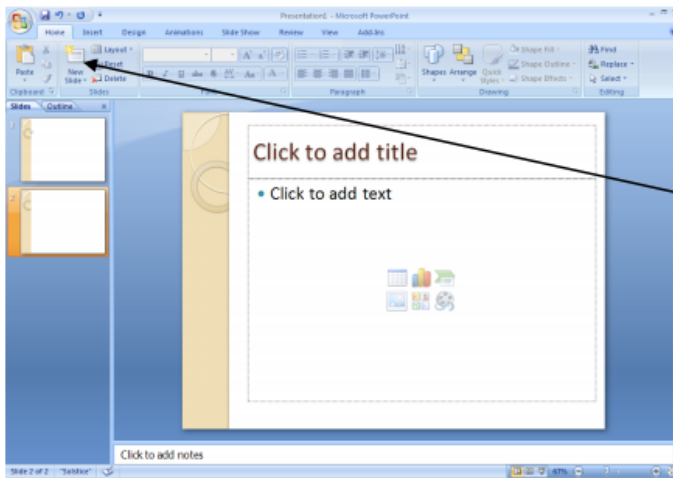 Presentation1 - Microsoft PowerPoint
Home Insert Design Animations Slide Show Review View Add-Ins
Paste
New Slide
Layout
Reset
Delete
Shapes Arrange Quick Styles
Shape Fill
Shape Outline
Shape Effects
Find
Replace
Select
Clipboard Slides Paragraph Drawing Editing
Slides Outline
1
2
Click to add title
Click to add text
Click to add notes
Slide 2 of 2 "Solstice" 67%